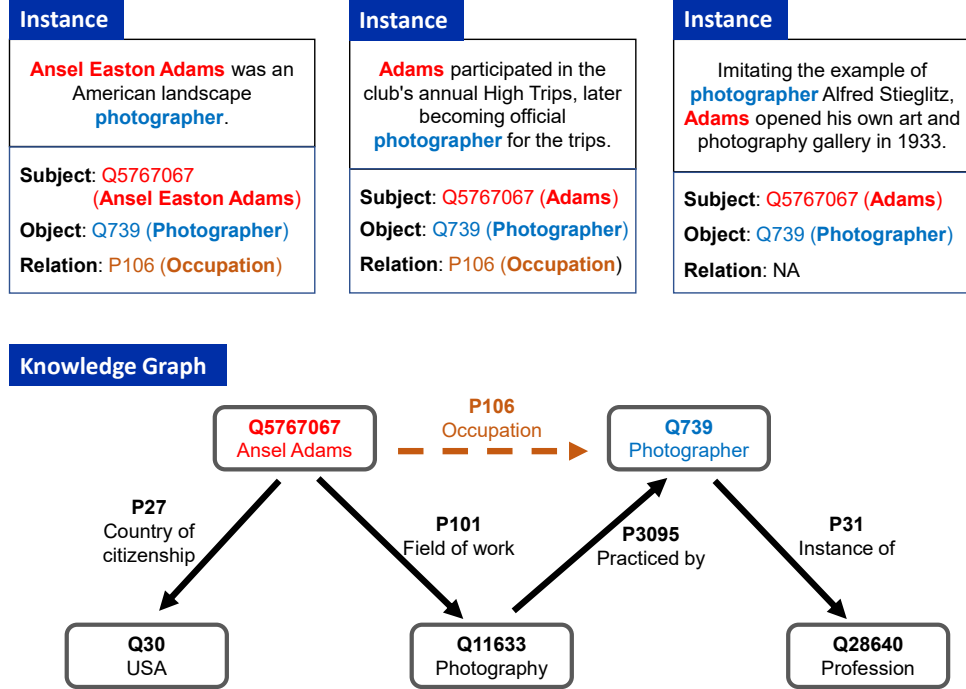 Instance
Ansel Easton Adams was an
American landscape
photographer.
Subject: Q5767067
(Ansel Easton Adams)
Object: Q739 (Photographer)
Relation: P106 (Occupation)
Instance
Adams participated in the
club's annual High Trips, later
becoming official
photographer for the trips.
Subject: Q5767067 (Adams)
Object: Q739 (Photographer)
Relation: P106 (Occupation)
Instance
Imitating the example of
photographer Alfred Stieglitz,
Adams opened his own art and
photography gallery in 1933.
Subject: Q5767067 (Adams)
Object: Q739 (Photographer)
Relation: NA
Knowledge Graph
Q5767067
Ansel Adams
P106
Occupation
Q739
Photographer
P27
Country of
citizenship
P101
Field of work
P3095
Practiced by
P31
Instance of
Q30
USA
Q11633
Photography
Q28640
Profession